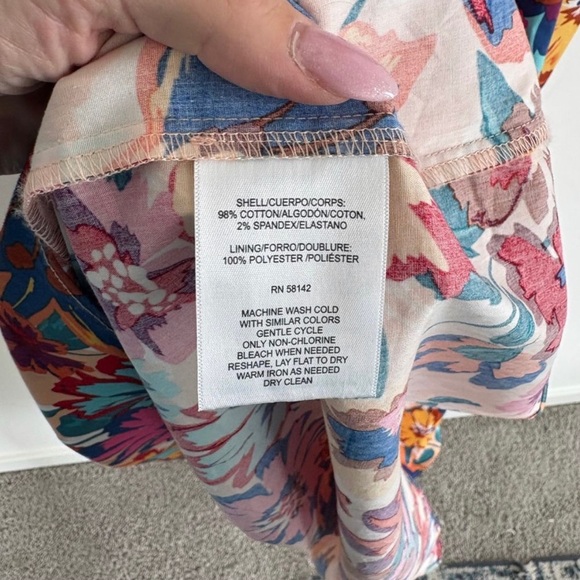 SHELL/CUERPO/CORPS:
98% COTTON/ALGODÓN/COTON,
2% SPANDEX/ELASTANO
LINING/FORRO/DOUBLURE:
100% POLYESTER /POLIÉSTER
RN 58142
MACHINE WASH COLD
WITH SIMILAR COLORS
GENTLE CYCLE
ONLY NON-CHLORINE
BLEACH WHEN NEEDED
RESHAPE, LAY FLAT TO DRY
WARM IRON AS NEEDED
DRY CLEAN